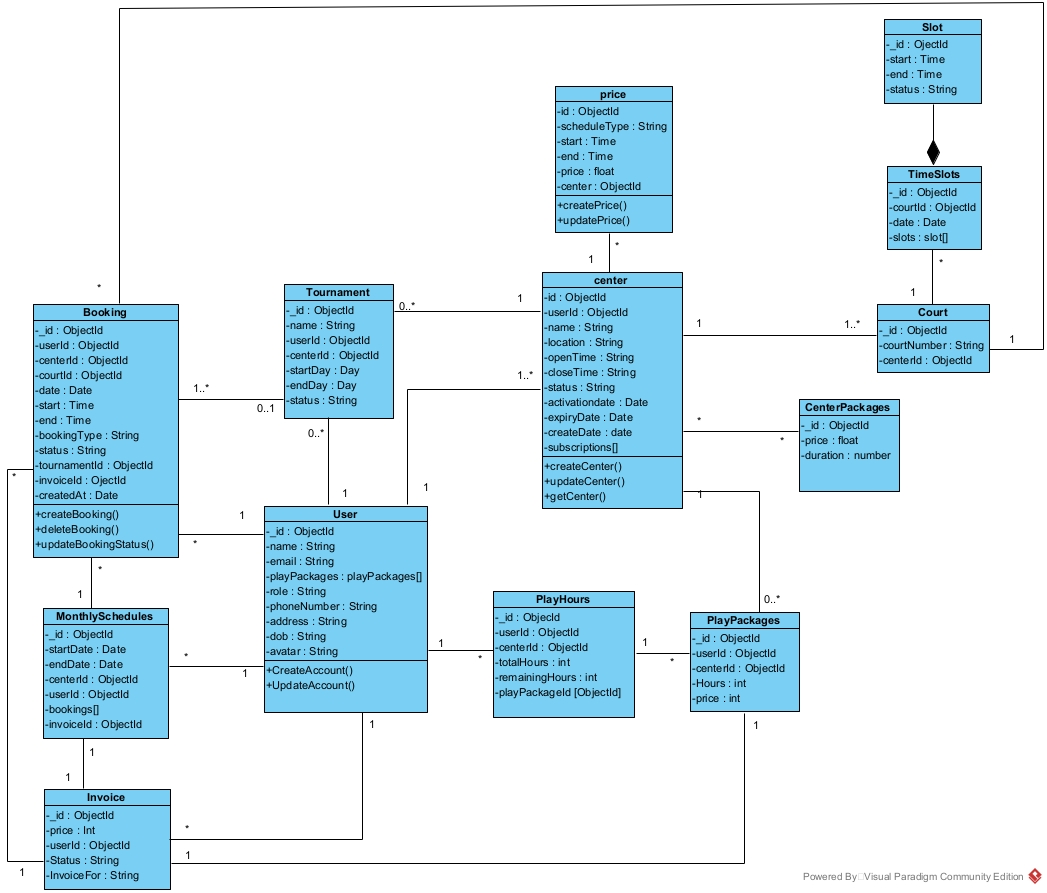 Slot
-_id : OjectId
-start : Time
-end : Time
-status : String
price
-id : ObjectId
-scheduleType : String
-start : Time
-end : Time
-price : float
-center : ObjectId
+createPrice()
+updatePrice()
TimeSlots
-_id : ObjectId
-courtId : ObjectId
-date : Date
-slots : slot[]
*
1
*
1
center
-id : ObjectId
-userId : ObjectId
-name : String
-location : String
-openTime : String
-closeTime : String
-status : String
-activationdate : Date
-expiryDate : Date
-createDate : date
-subscriptions[]
+createCenter()
+updateCenter()
+getCenter()
*
Booking
-_id : ObjectId
-userId : ObjectId
-centerId : ObjectId
-courtId : ObjectId
-date : Date
-start : Time
-end : Time
-bookingType : String
-status : String
-tournamentId : ObjectId
-invoiceId : OjectId
-createdAt : Date
+createBooking()
+deleteBooking()
+updateBookingStatus()
Tournament
-_id : ObjectId
-name : String
-userId : ObjectId
-centerId : ObjectId
-startDay : Day
-endDay : Day
-status : String
0..*
1
1
1..*
Court
-_id : ObjectId
-courtNumber : String
-centerId : ObjectId
1
1..*
0..1
1..*
1
0..*
1
*
*
CenterPackages
-_id : ObjectId
-price : float
-duration : number
*
1
*
1
0..*
User
-_id : ObjectId
-name : String
-email : String
-playPackages : playPackages[]
-role : String
-phoneNumber : String
-address : String
-dob : String
-avatar : String
+CreateAccount()
+UpdateAccount()
*
1
MonthlySchedules
-_id : ObjectId
-startDate : Date
-endDate : Date
-centerId : ObjectId
-userId : ObjectId
-bookings[]
-invoiceId : ObjectId
*
1
1
*
PlayHours
-_id : ObjecId
-userId : ObjectId
-centerId : ObjectId
-totalHours : int
-remainingHours : int
-playPackageId [ObjectId]
1
*
PlayPackages
-_id : ObjectId
-userId : ObjectId
-centerId : ObjectId
-Hours : int
-price : int
1
1
1
1
Invoice
-_id : ObjectId
-price : Int
-userId : ObjectId
-Status : String
-InvoiceFor : String
*
1
1
Powered By Visual Paradigm Community Edition